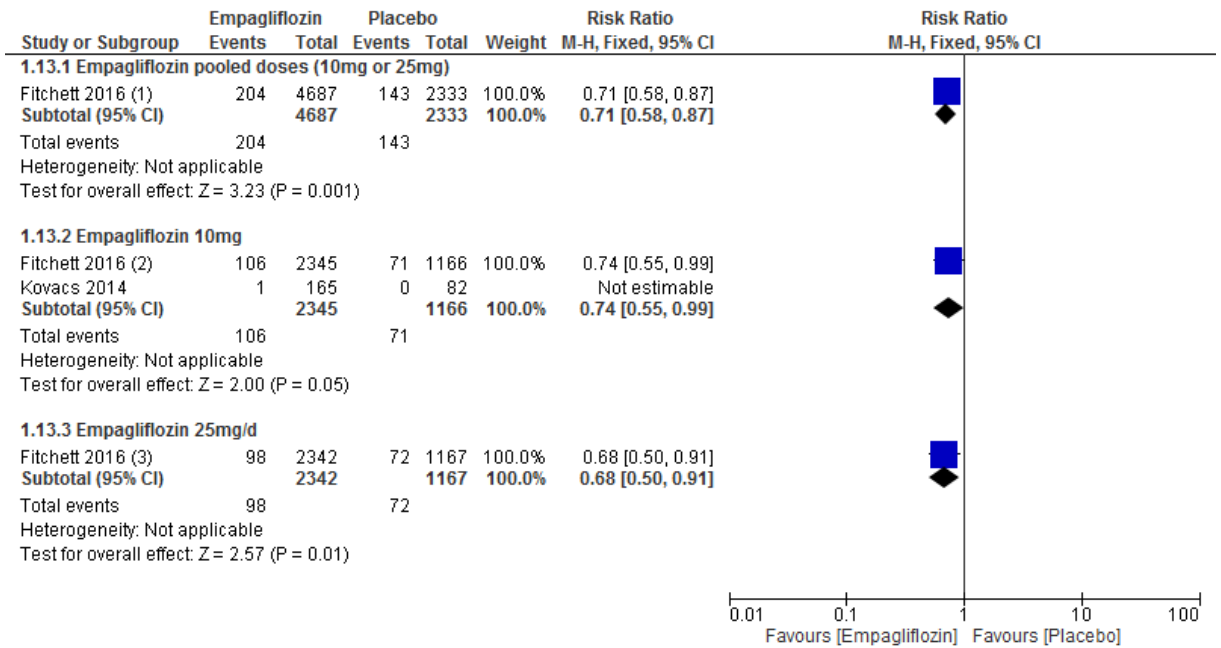 Empagliflozin Placebo Risk Ratio Risk Ratio
Study or Subgroup Events Total Events Total Weight M-H, Fixed, 95% CI M-H, Fixed, 95% CI
1.13.1 Empagliflozin pooled doses (10mg or 25mg)
Fitchett 2016 (1) 204 4687 143 2333 100.0% 0.71 [0.58, 0.87]
Subtotal (95% CI) 4687 2333 100.0% 0.71 [0.58, 0.87]
Total events 204 143
Heterogeneity: Not applicable
Test for overall effect: Z = 3.23 (P = 0.001)
1.13.2 Empagliflozin 10mg
Fitchett 2016 (2) 106 2345 71 1166 100.0% 0.74 [0.55, 0.99]
Kovacs 2014 1 165 0 82 Not estimable
Subtotal (95% CI) 2345 1166 100.0% 0.74 [0.55, 0.99]
Total events 106 71
Heterogeneity: Not applicable
Test for overall effect: Z = 2.00 (P = 0.05)
1.13.3 Empagliflozin 25mg/d
Fitchett 2016 (3) 98 2342 72 1167 100.0% 0.68 [0.50, 0.91]
Subtotal (95% CI) 2342 1167 100.0% 0.68 [0.50, 0.91]
Total events 98 72
Heterogeneity: Not applicable
Test for overall effect: Z = 2.57 (P = 0.01)
0.01 0.1 1 10 100
Favours [Empagliflozin] Favours [Placebo]